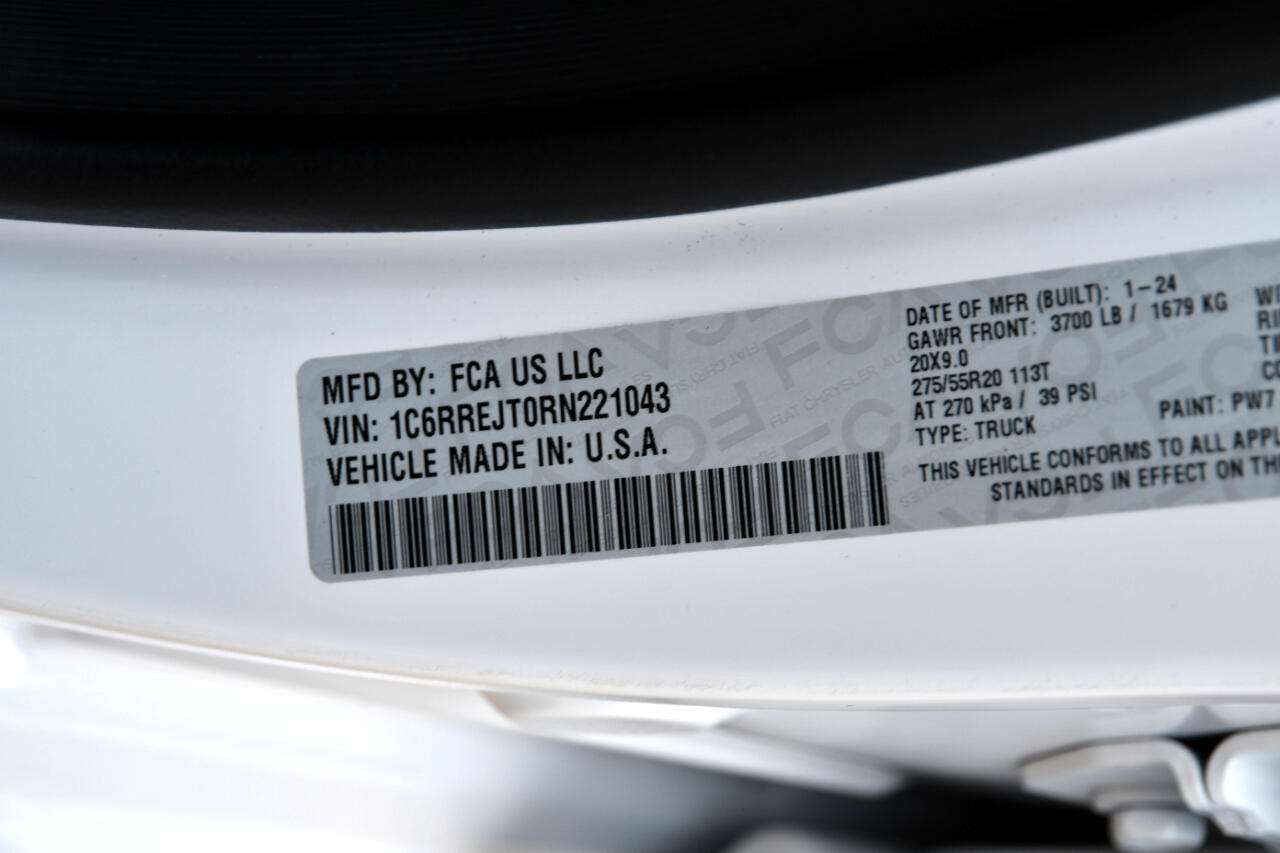 MFD BY: FCA US LLC
VIN: 1C6RREJT0RN221043
VEHICLE MADE IN: U.S.A.
DATE OF MFR (BUILT): 1-24
GAWR FRONT: 3700 LB / 1679 KG
20X9.0
275/55R20 113T
AT 270 kPa / 39 PSI
TYPE: TRUCK
PAINT: PW7
THIS VEHICLE CONFORMS TO ALL APPL
STANDARDS IN EFFECT ON TH